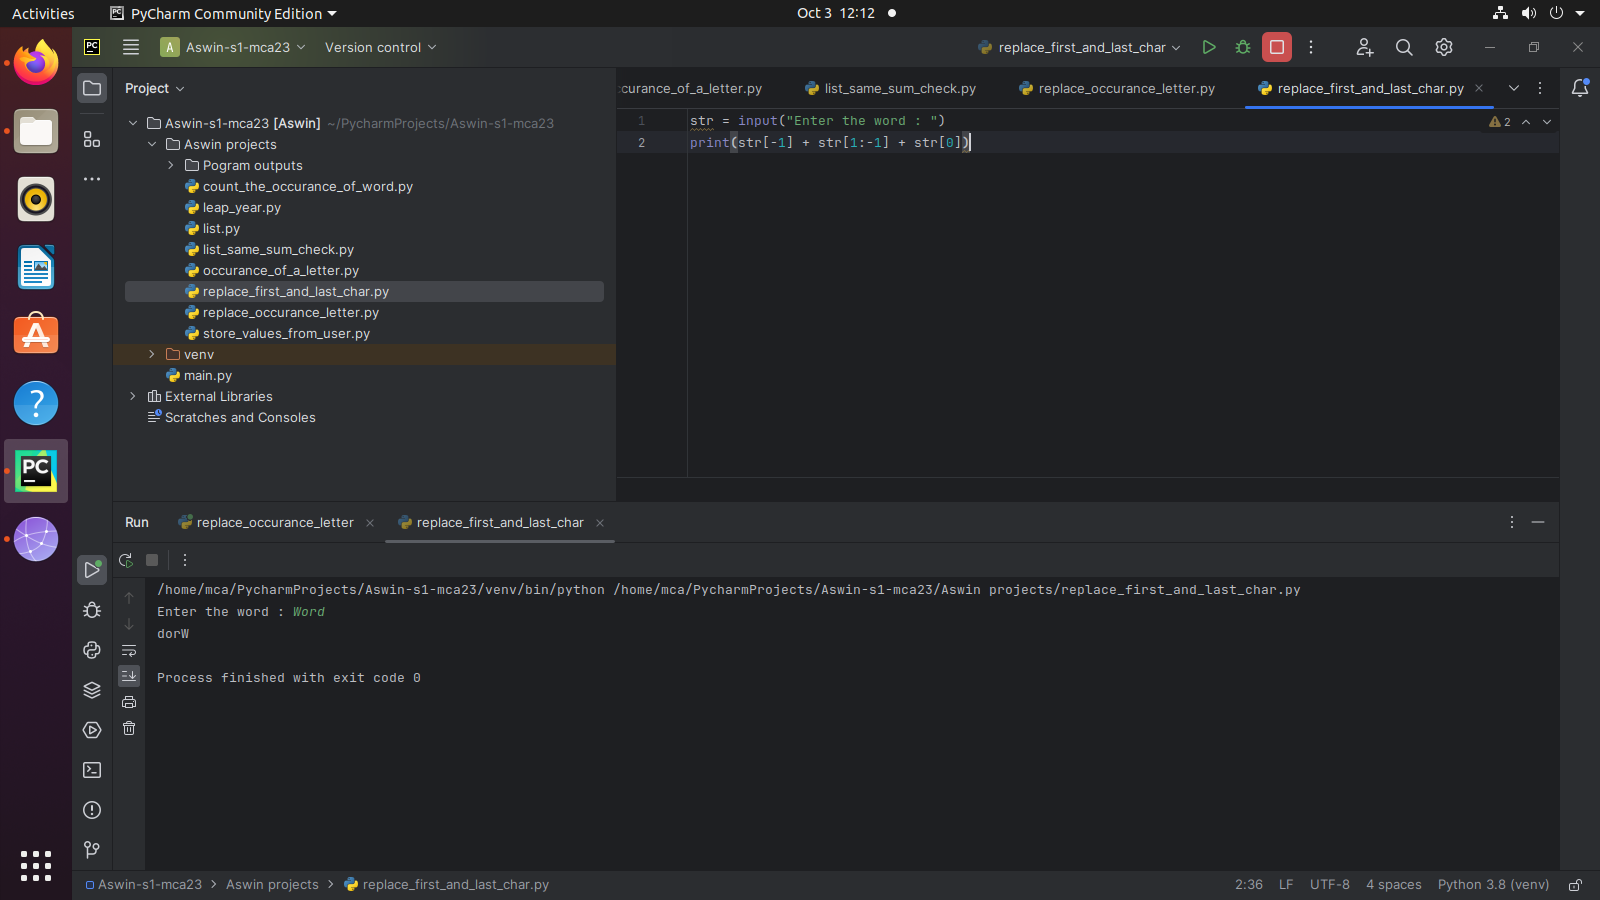 Activities
PyCharm Community Edition
Oct 3 12:12
PC
A Aswin-s1-mca23
Version control
replace_first_and_last_char
Project
Aswin-s1-mca23 [Aswin] ~/PycharmProjects/Aswin-s1-mca23
Aswin projects
Pogram outputs
count_the_occurance_of_word.py
leap_year.py
list.py
list_same_sum_check.py
occurance_of_a_letter.py
replace_first_and_last_char.py
replace_occurance_letter.py
store_values_from_user.py
venv
main.py
External Libraries
Scratches and Consoles
curance_of_a_letter.py
list_same_sum_check.py
replace_occurance_letter.py
replace_first_and_last_char.py
1 str = input("Enter the word : ")
2 print(str[-1] + str[1:-1] + str[0])
2
PC
Run
replace_occurance_letter
replace_first_and_last_char
/home/mca/PycharmProjects/Aswin-s1-mca23/venv/bin/python /home/mca/PycharmProjects/Aswin-s1-mca23/Aswin projects/replace_first_and_last_char.py
Enter the word : Word
dorW
Process finished with exit code 0
Aswin-s1-mca23 > Aswin projects > replace_first_and_last_char.py
2:36
LF
UTF-8
4 spaces
Python 3.8 (venv)